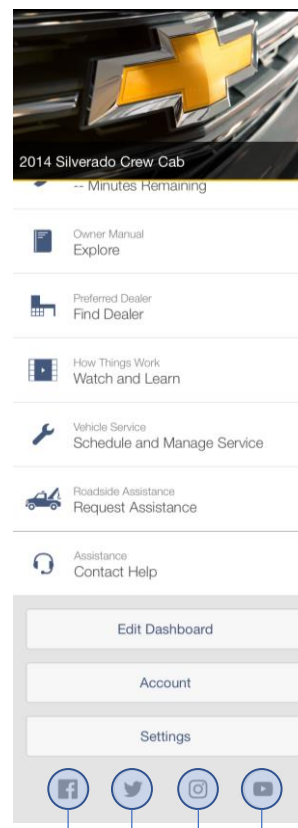 2014 Silverado Crew Cab
-- Minutes Remaining
Owner Manual
Explore
Preferred Dealer
Find Dealer
How Things Work
Watch and Learn
Vehicle Service
Schedule and Manage Service
Roadside Assistance
Request Assistance
Assistance
Contact Help
Edit Dashboard
Account
Settings